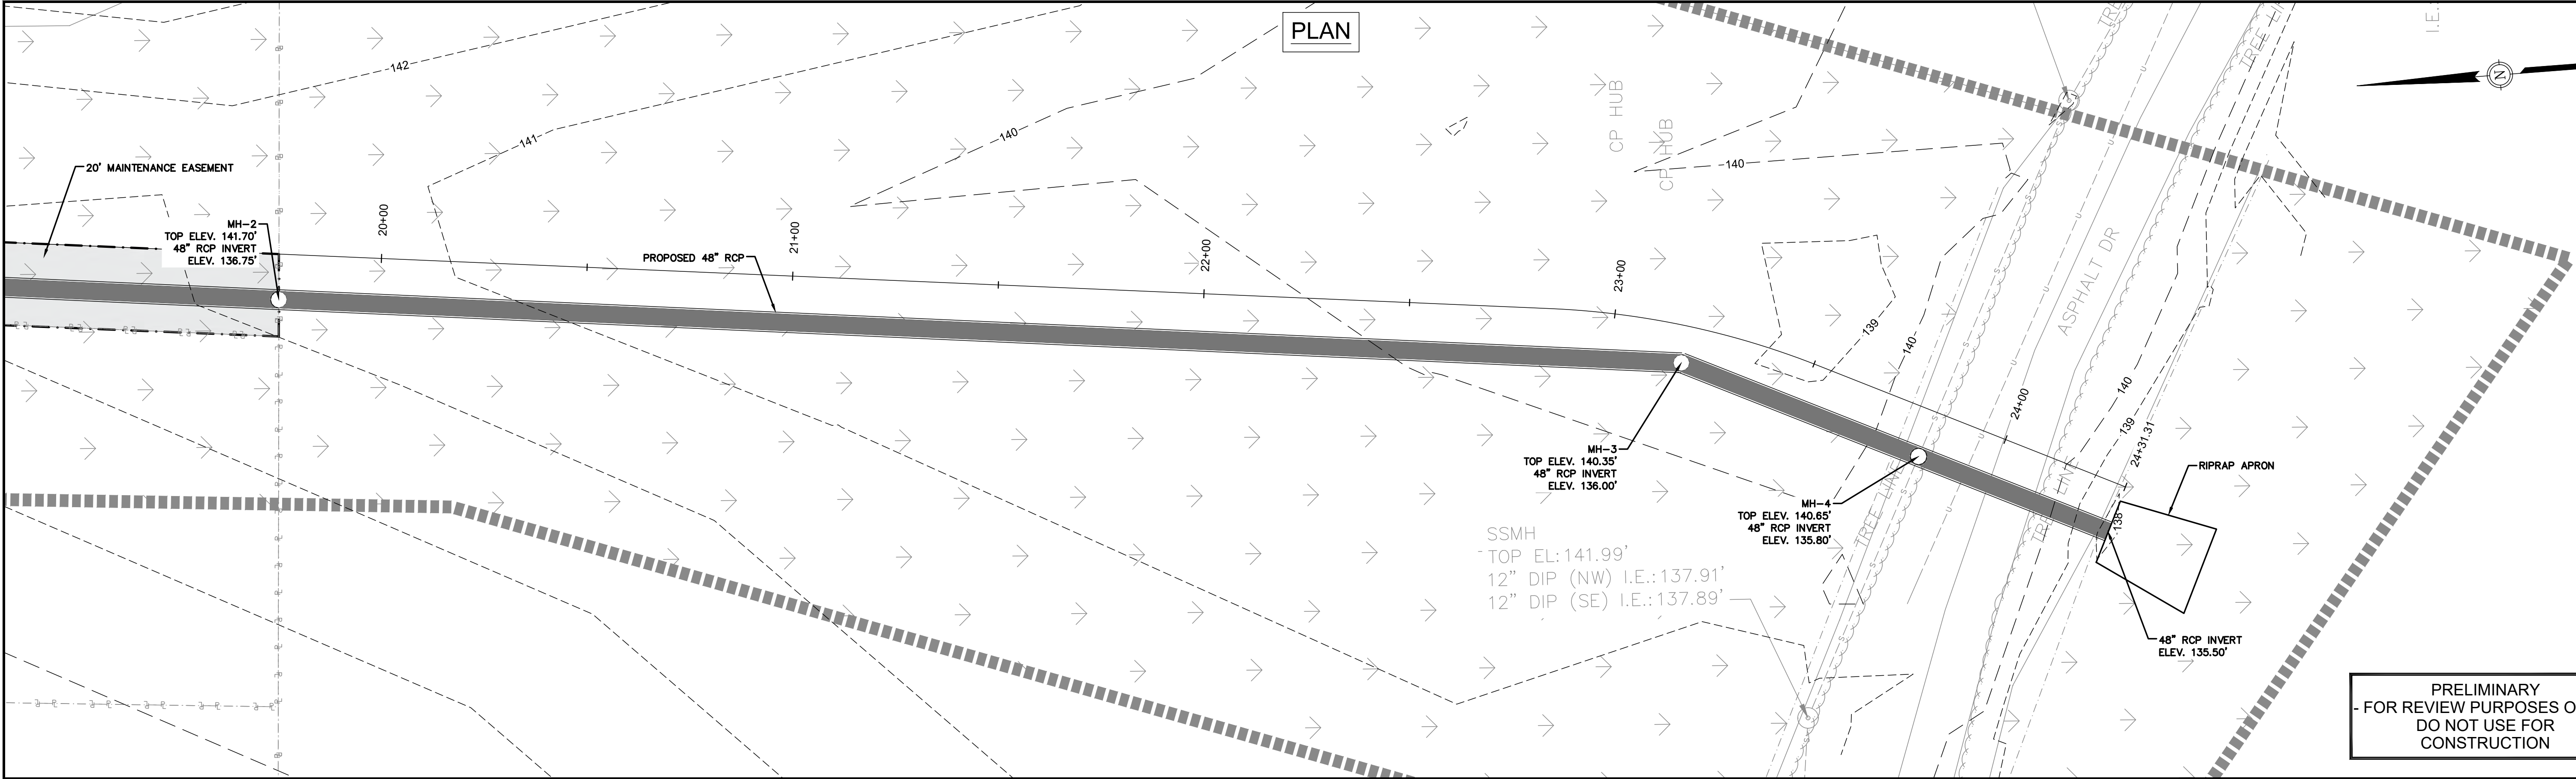 PLAN
I.E.:
N
142
141
140
140
CP HUB
CP HUB
TREE LINE
ASPHALT DR
20' MAINTENANCE EASEMENT
MH-2
TOP ELEV. 141.70'
48" RCP INVERT
ELEV. 136.75'
20+00
PROPOSED 48" RCP
21+00
22+00
23+00
139
140
24+00
140
139
24+31.31
138
MH-3
TOP ELEV. 140.35'
48" RCP INVERT
ELEV. 136.00'
MH-4
TOP ELEV. 140.65'
48" RCP INVERT
ELEV. 135.80'
TREE LINE
TREE LINE
RIPRAP APRON
SSMH
TOP EL:141.99'
12" DIP (NW) I.E.:137.91'
12" DIP (SE) I.E.:137.89'
48" RCP INVERT
ELEV. 135.50'
PRELIMINARY
- FOR REVIEW PURPOSES O
DO NOT USE FOR
CONSTRUCTION